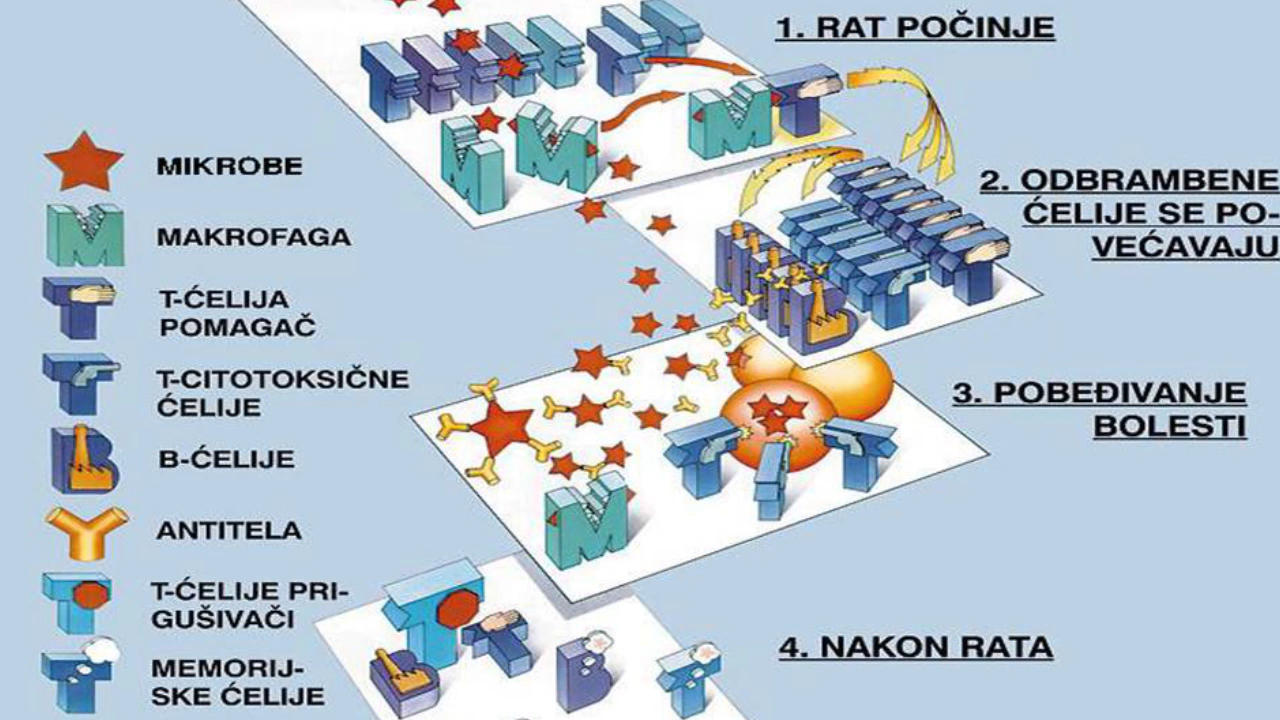 1. RAT POČINJE
MIKROBE
MAKROFAGA
T-ĆELIJA
POMAGAČ
T-CITOTOKSIČNE
ĆELIJE
B-ĆELIJE
ANTITELA
T-ĆELIJE PRI-
GUŠIVAČI
MEMORIJ-
SKE ĆELIJE
2. ODBRAMBENE
ĆELIJE SE PO-
VEĆAVAJU
3. POBEĐIVANJE
BOLESTI
4. NAKON RATA